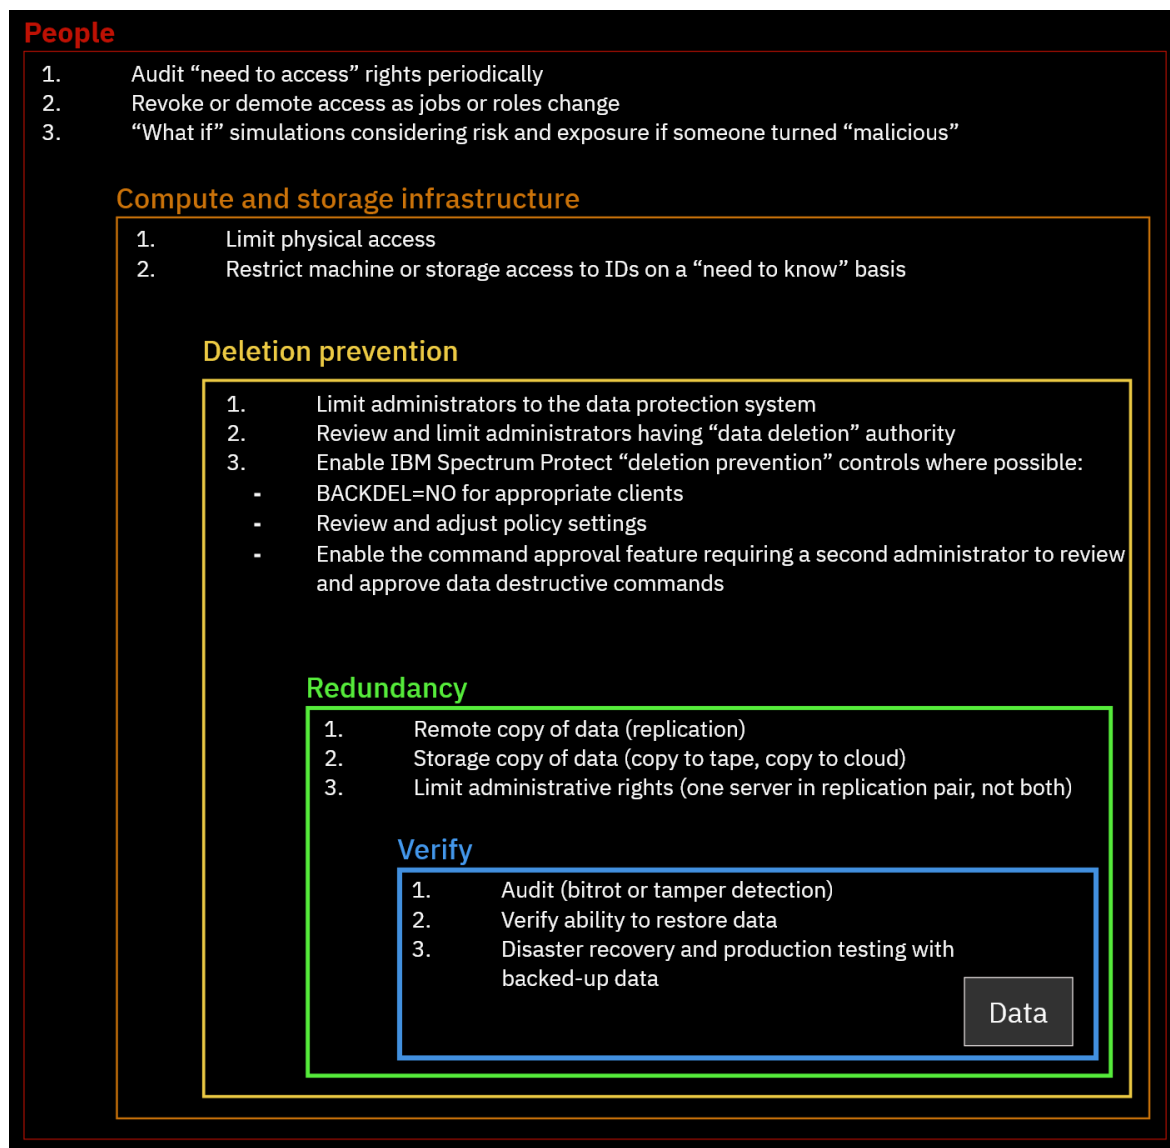 People
1. Audit “need to access” rights periodically
2. Revoke or demote access as jobs or roles change
3. “What if” simulations considering risk and exposure if someone turned “malicious”
Compute and storage infrastructure
1. Limit physical access
2. Restrict machine or storage access to IDs on a “need to know” basis
Deletion prevention
1. Limit administrators to the data protection system
2. Review and limit administrators having “data deletion” authority
3. Enable IBM Spectrum Protect “deletion prevention” controls where possible:
- BACKDEL=NO for appropriate clients
- Review and adjust policy settings
- Enable the command approval feature requiring a second administrator to review
and approve data destructive commands
Redundancy
1. Remote copy of data (replication)
2. Storage copy of data (copy to tape, copy to cloud)
3. Limit administrative rights (one server in replication pair, not both)
Verify
1. Audit (bitrot or tamper detection)
2. Verify ability to restore data
3. Disaster recovery and production testing with
backed-up data
Data